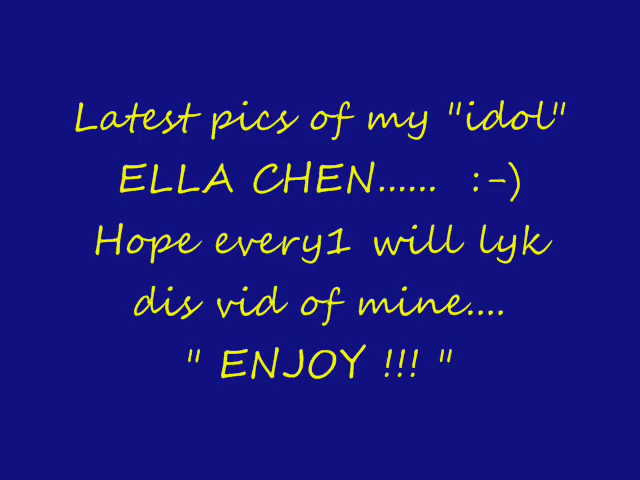 Latest pics of my "idol"
ELLA CHEN...... :-)
Hope every1 will lyk
dis vid of mine....
" ENJOY !!! "